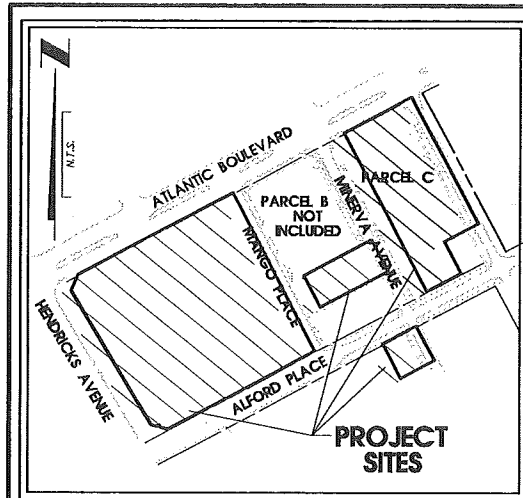 N
N.T.S.
ATLANTIC BOULEVARD
PARCEL C
PARCEL B
NOT
INCLUDED
MINERVA AVENUE
MANGO PLACE
HENDRICKS AVENUE
ALFORD PLACE
PROJECT
SITES